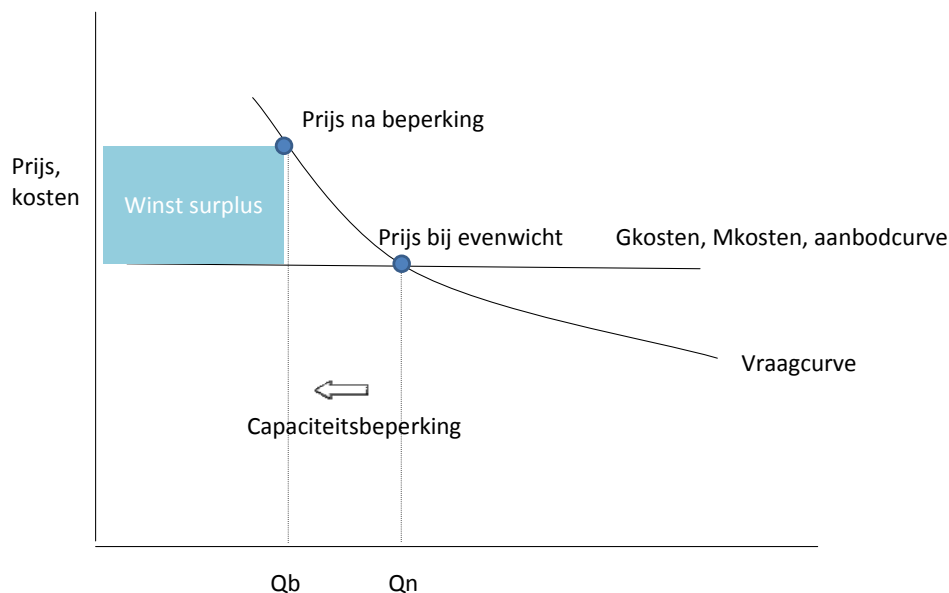 Prijs na beperking
Prijs,
kosten
Winst surplus
Prijs bij evenwicht
Gkosten, Mkosten, aanbodcurve
Vraagcurve
Capaciteitsbeperking
Qb
Qn